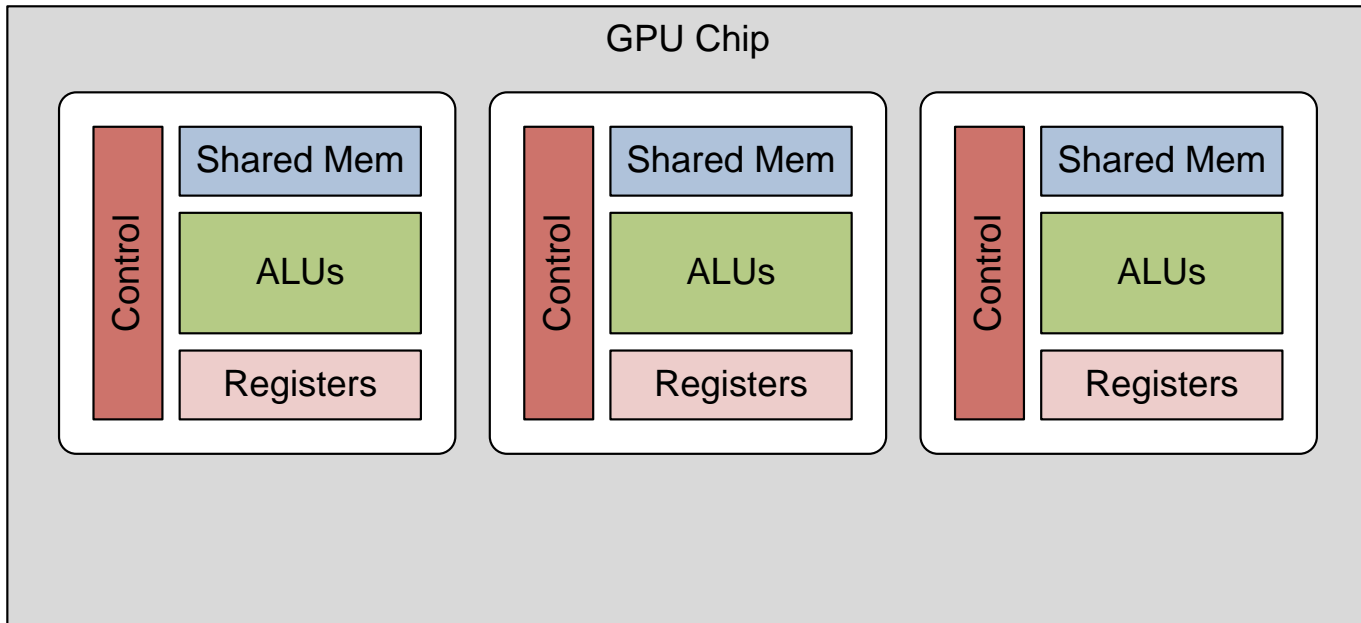 GPU Chip
Control
Shared Mem
ALUs
Registers
Control
Shared Mem
ALUs
Registers
Control
Shared Mem
ALUs
Registers